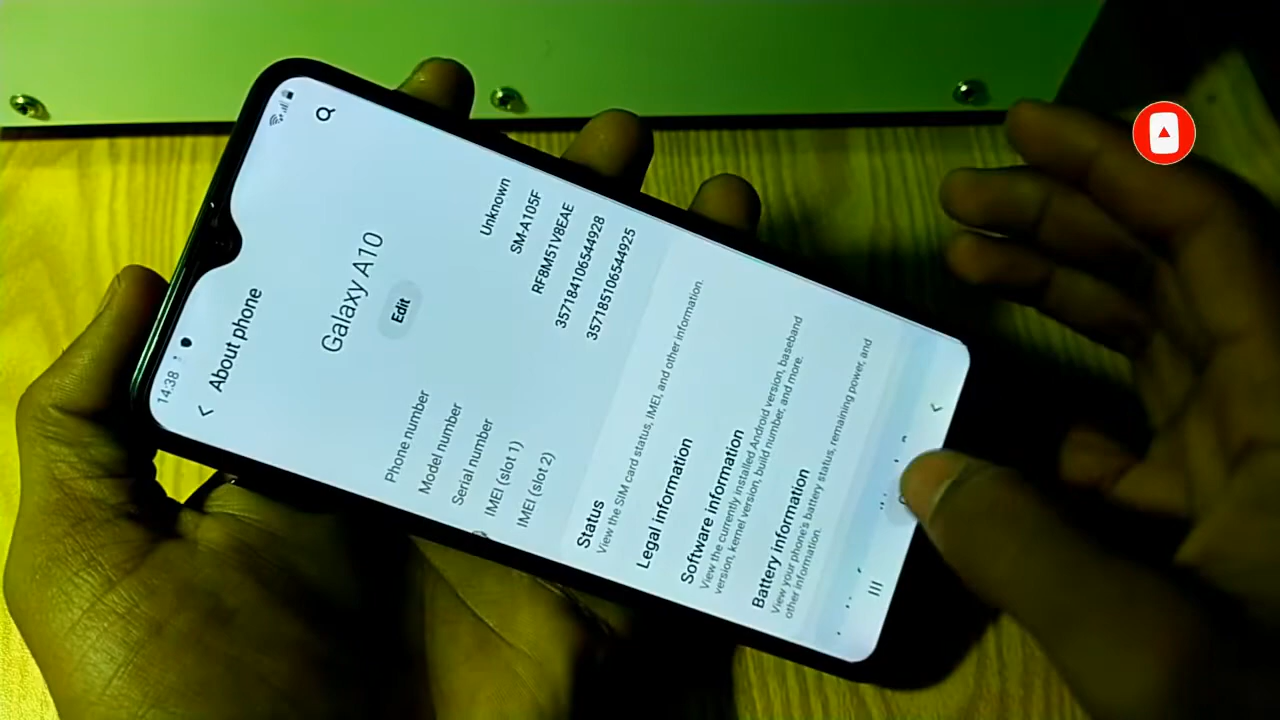 14:38
About phone
Galaxy A10
Edit
Phone number Unknown
Model number SM-A105F
Serial number RF8M51V8EAE
IMEI (slot 1) 357184106544928
IMEI (slot 2) 357185106544925
Status
View the SIM card status, IMEI, and other information.
Legal information
Software information
View the currently installed Android version, baseband
version, kernel version, build number, and more.
Battery information
View your phone's battery status, remaining power, and
other information.